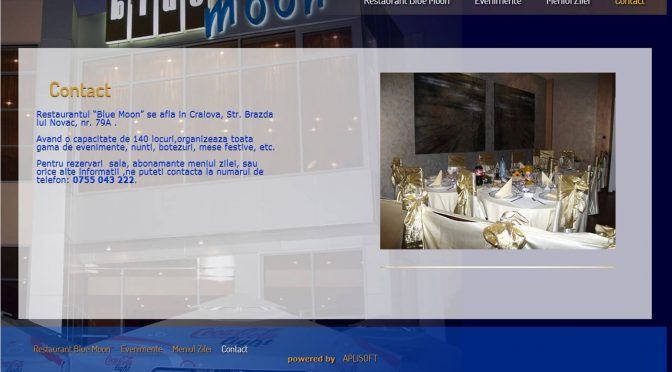 blue
moon
Restaurant Blue Moon Evenimente Meniul Zilei Contact
Contact
Restaurantul "Blue Moon" se afla in Craiova, Str. Brazda
lui Novac, nr. 79A .
Avand o capacitate de 140 locuri,organizeaza toata
gama de evenimente, nunti, botezuri, mese festive, etc.
Pentru rezervari sala, abonamante meniul zilei, sau
orice alte informatii ,ne puteti contacta la numarul de
telefon: 0755 043 222.
Coca-Cola
light
Restaurant Blue Moon Evenimente Meniul Zilei Contact
powered by APLISOFT